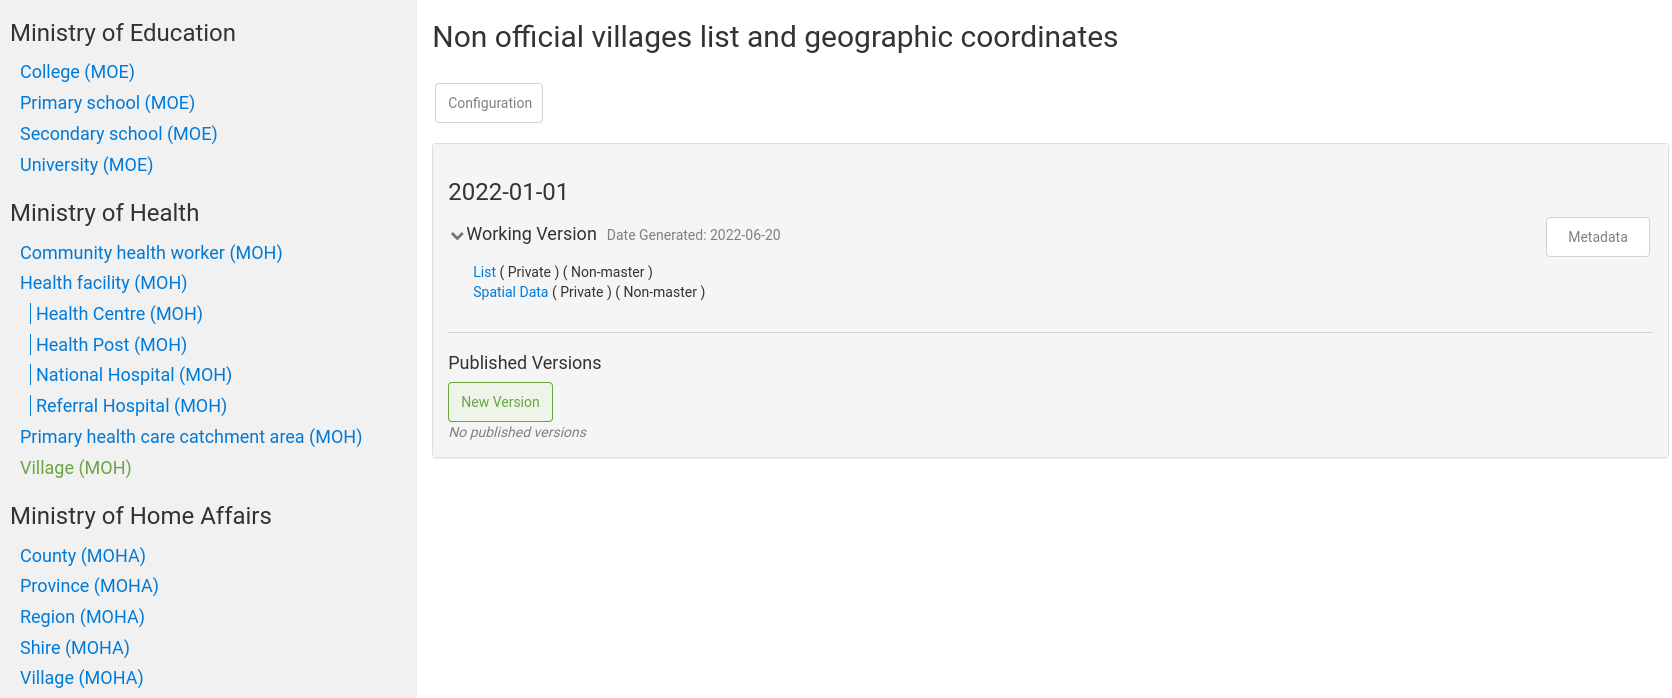 Ministry of Education
College (MOE)
Primary school (MOE)
Secondary school (MOE)
University (MOE)
Ministry of Health
Community health worker (MOH)
Health facility (MOH)
Health Centre (MOH)
Health Post (MOH)
National Hospital (MOH)
Referral Hospital (MOH)
Primary health care catchment area (MOH)
Village (MOH)
Ministry of Home Affairs
County (MOHA)
Province (MOHA)
Region (MOHA)
Shire (MOHA)
Village (MOHA)
Non official villages list and geographic coordinates
Configuration
2022-01-01
Working Version Date Generated: 2022-06-20
Metadata
List ( Private ) ( Non-master )
Spatial Data ( Private ) ( Non-master )
Published Versions
New Version
No published versions